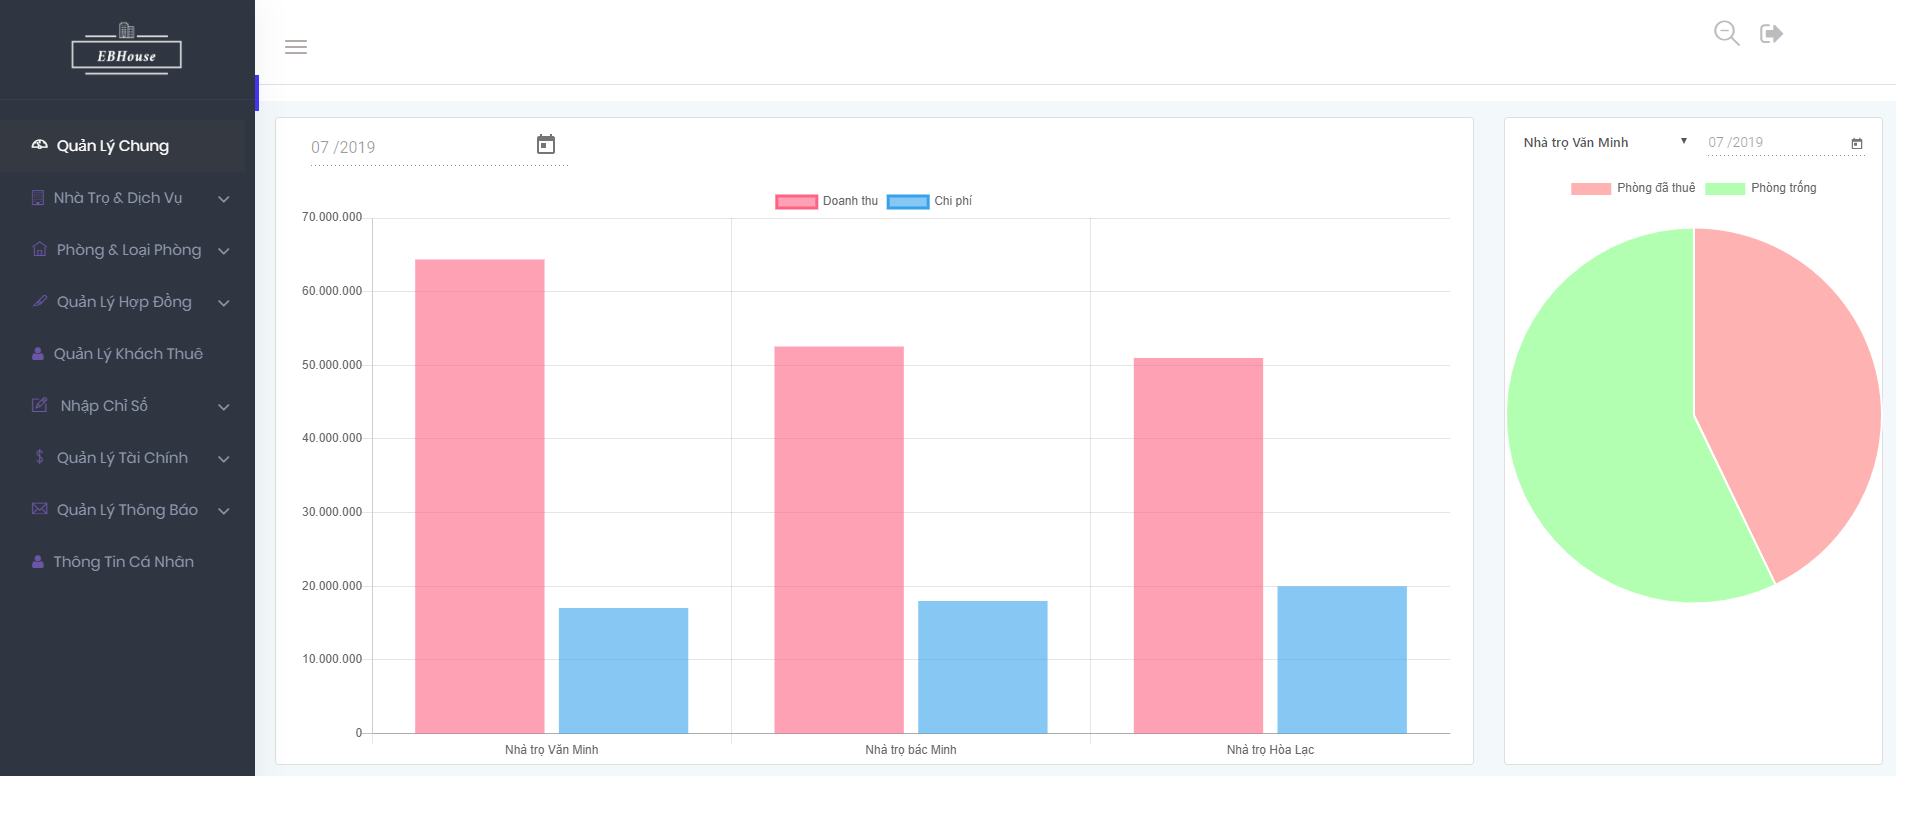 EBHouse
Quản Lý Chung
Nhà Trọ & Dịch Vụ
Phòng & Loại Phòng
Quản Lý Hợp Đồng
Quản Lý Khách Thuê
Nhập Chỉ Số
Quản Lý Tài Chính
Quản Lý Thông Báo
Thông Tin Cá Nhân
07 /2019
Doanh thu Chi phí
70.000.000
60.000.000
50.000.000
40.000.000
30.000.000
20.000.000
10.000.000
0
Nhà trọ Văn Minh Nhà trọ bác Minh Nhà trọ Hòa Lạc
Nhà trọ Văn Minh 07 /2019
Phòng đã thuê Phòng trống